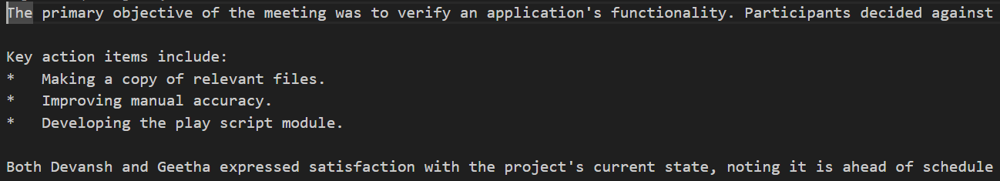 The primary objective of the meeting was to verify an application's functionality. Participants decided against
Key action items include:
*   Making a copy of relevant files.
*   Improving manual accuracy.
*   Developing the play script module.
Both Devansh and Geetha expressed satisfaction with the project's current state, noting it is ahead of schedule